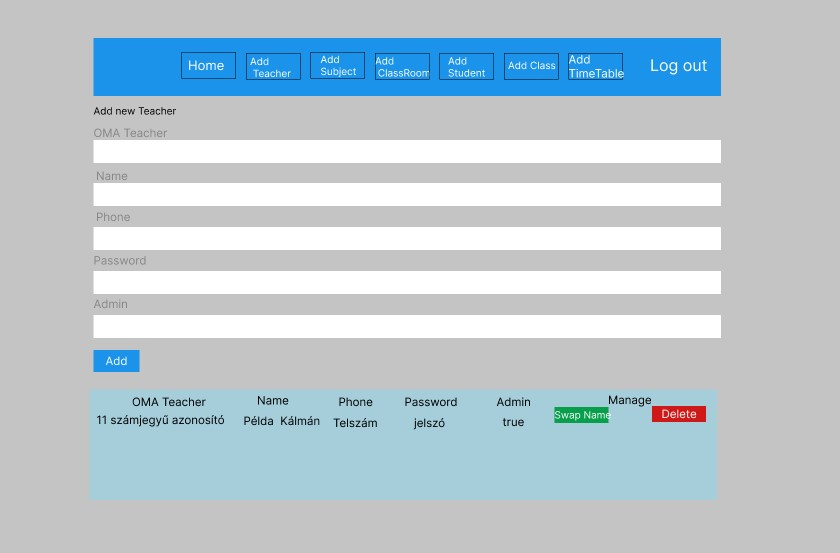 Home
Add
Teacher
Add
Subject
Add
ClassRoom
Add
Student
Add Class
Add
TimeTable
Log out
Add new Teacher
OMA Teacher
Name
Phone
Password
Admin
Add
OMA Teacher Name Phone Password Admin Manage
11 számjegyű azonosító Példa Kálmán Telszám jelszó true Swap Name Delete